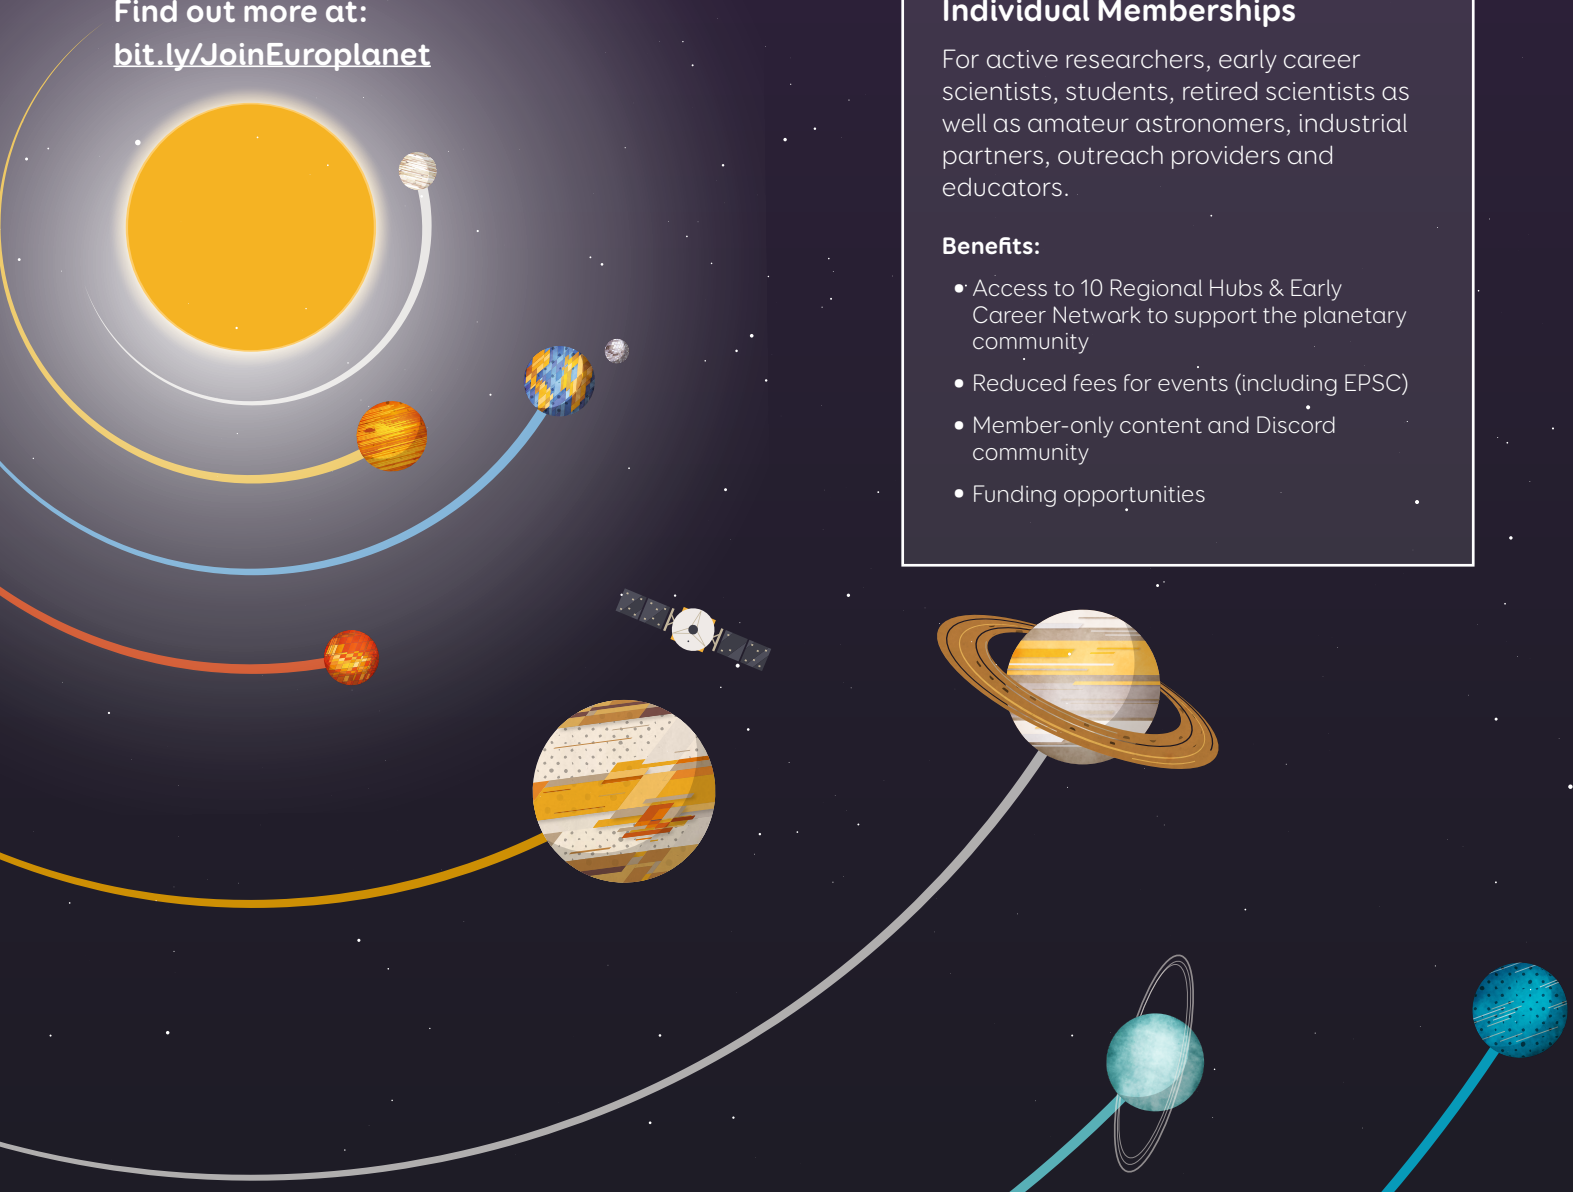 Find out more at:
bit.ly/JoinEuroplanet
Individual Memberships
For active researchers, early career
scientists, students, retired scientists as
well as amateur astronomers, industrial
partners, outreach providers and
educators.
Benefits:
• Access to 10 Regional Hubs & Early
Career Network to support the planetary
community
• Reduced fees for events (including EPSC)
• Member-only content and Discord
community
• Funding opportunities